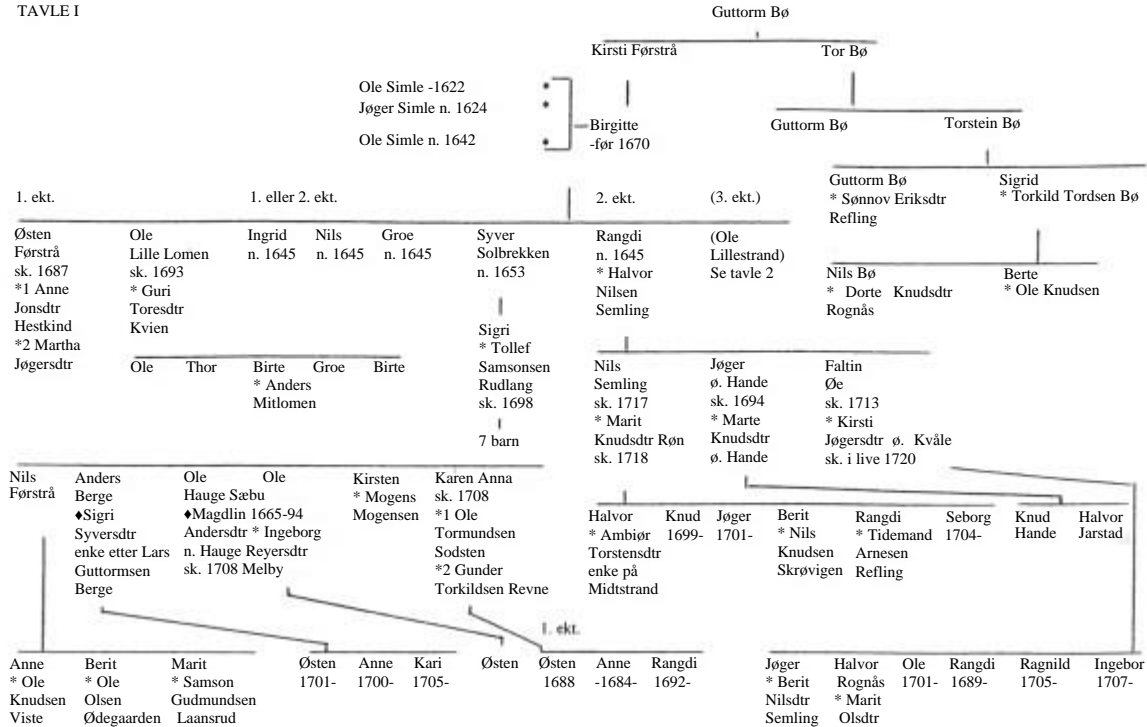 TAVLE I
Guttorm Bø
Kirsti Førstrå
Tor Bø
Ole Simle -1622
Jøger Simle n. 1624
Ole Simle n. 1642
Birgitte
-før 1670
Guttorm Bø
Torstein Bø
Guttorm Bø
* Sønnov Eriksdtr
Refling
Sigrid
* Torkild Tordsen Bø
Nils Bø
* Dorte Knudsdtr
Rognås
Berte
* Ole Knudsen
1. ekt.
1. eller 2. ekt.
2. ekt.
(3. ekt.)
Østen
Førstrå
sk. 1687
*1 Anne
Jonsdtr
Hestkind
*2 Martha
Jøgersdtr
Ole
Lille Lomen
sk. 1693
* Guri
Toresdtr
Kvien
Ingrid
n. 1645
Nils
n. 1645
Groe
n. 1645
Syver
Solbrekken
n. 1653
Rangdi
n. 1645
* Halvor
Nilsen
Semling
(Ole
Lillestrand)
Se tavle 2
Sigri
* Tollef
Samsonsen
Rudlang
sk. 1698
7 barn
Ole
Thor
Birte
* Anders
Mitlomen
Groe
Birte
Nils
Semling
sk. 1717
* Marit
Knudsdtr Røn
sk. 1718
Jøger
ø. Hande
sk. 1694
* Marte
Knudsdtr
ø. Hande
Faltin
Øe
sk. 1713
* Kirsti
Jøgersdtr ø. Kvåle
sk. i live 1720
Nils
Førstrå
Anders
Berge
♦Sigri
Syversdtr
enke etter Lars
Guttormsen
Berge
Ole Ole
Hauge Sæbu
♦Magdlin 1665-94
Andersdtr * Ingeborg
n. Hauge Reyersdtr
sk. 1708 Melby
Kirsten
* Mogens
Mogensen
Karen Anna
sk. 1708
*1 Ole
Tormundsen
Sodsten
*2 Gunder
Torkildsen Revne
Halvor
* Ambiør
Torstensdtr
enke på
Midtstrand
Knud
1699-
Jøger
1701-
Berit
* Nils
Knudsen
Skrøvigen
Rangdi
* Tidemand
Arnesen
Refling
Seborg
1704-
Knud
Hande
Halvor
Jarstad
1. ekt.
Anne
* Ole
Knudsen
Viste
Berit
* Ole
Olsen
Ødegaarden
Marit
* Samson
Gudmundsen
Laansrud
Østen
1701-
Anne
1700-
Kari
1705-
Østen
Østen
1688
Anne
-1684-
Rangdi
1692-
Jøger
* Berit
Nilsdtr
Semling
Halvor
Rognås
* Marit
Olsdtr
Ole
1701-
Rangdi
1689-
Ragnild
1705-
Ingebor
1707-